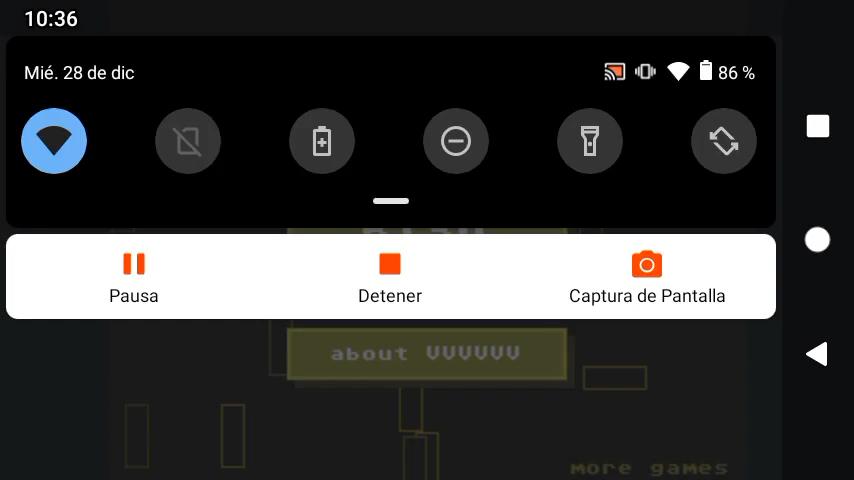 10:36
Mié. 28 de dic
86 %
Pausa
Detener
Captura de Pantalla
about VVVVVV
more games